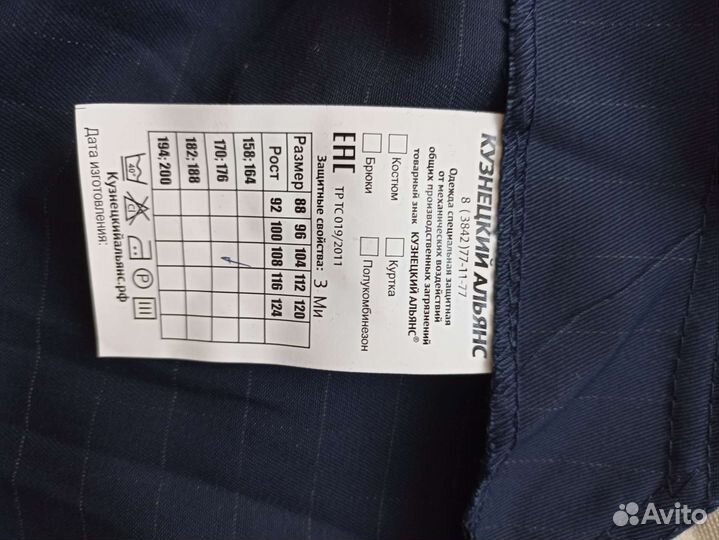 КУЗНЕЦКИЙ АЛЬЯНС
8 (3842)77-11-77
Одежда специальная защитная
от механических воздействий
общих производственных загрязнений
товарный знак КУЗНЕЦКИЙ АЛЬЯНС®
Костюм Куртка
Брюки Полукомбинезон
ЕАС ТР ТС 019/2011
Защитные свойства: З Ми
Размер 88 96 104 112 120
Рост 92 100 108 116 124
158;164
170;176
182;188
194;200
40° CL P
Кузнецкийальянс.рф
Дата изготовления:
Avito